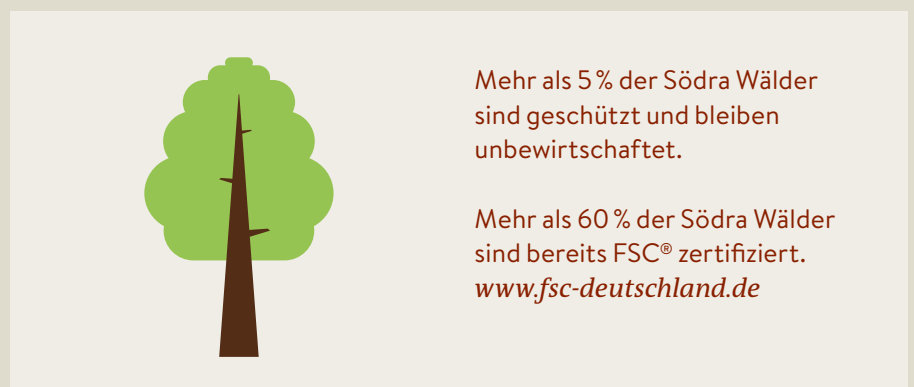 Mehr als 5 % der Södra Wälder
sind geschützt und bleiben
unbewirtschaftet.
Mehr als 60 % der Södra Wälder
sind bereits FSC® zertifiziert.
www.fsc-deutschland.de